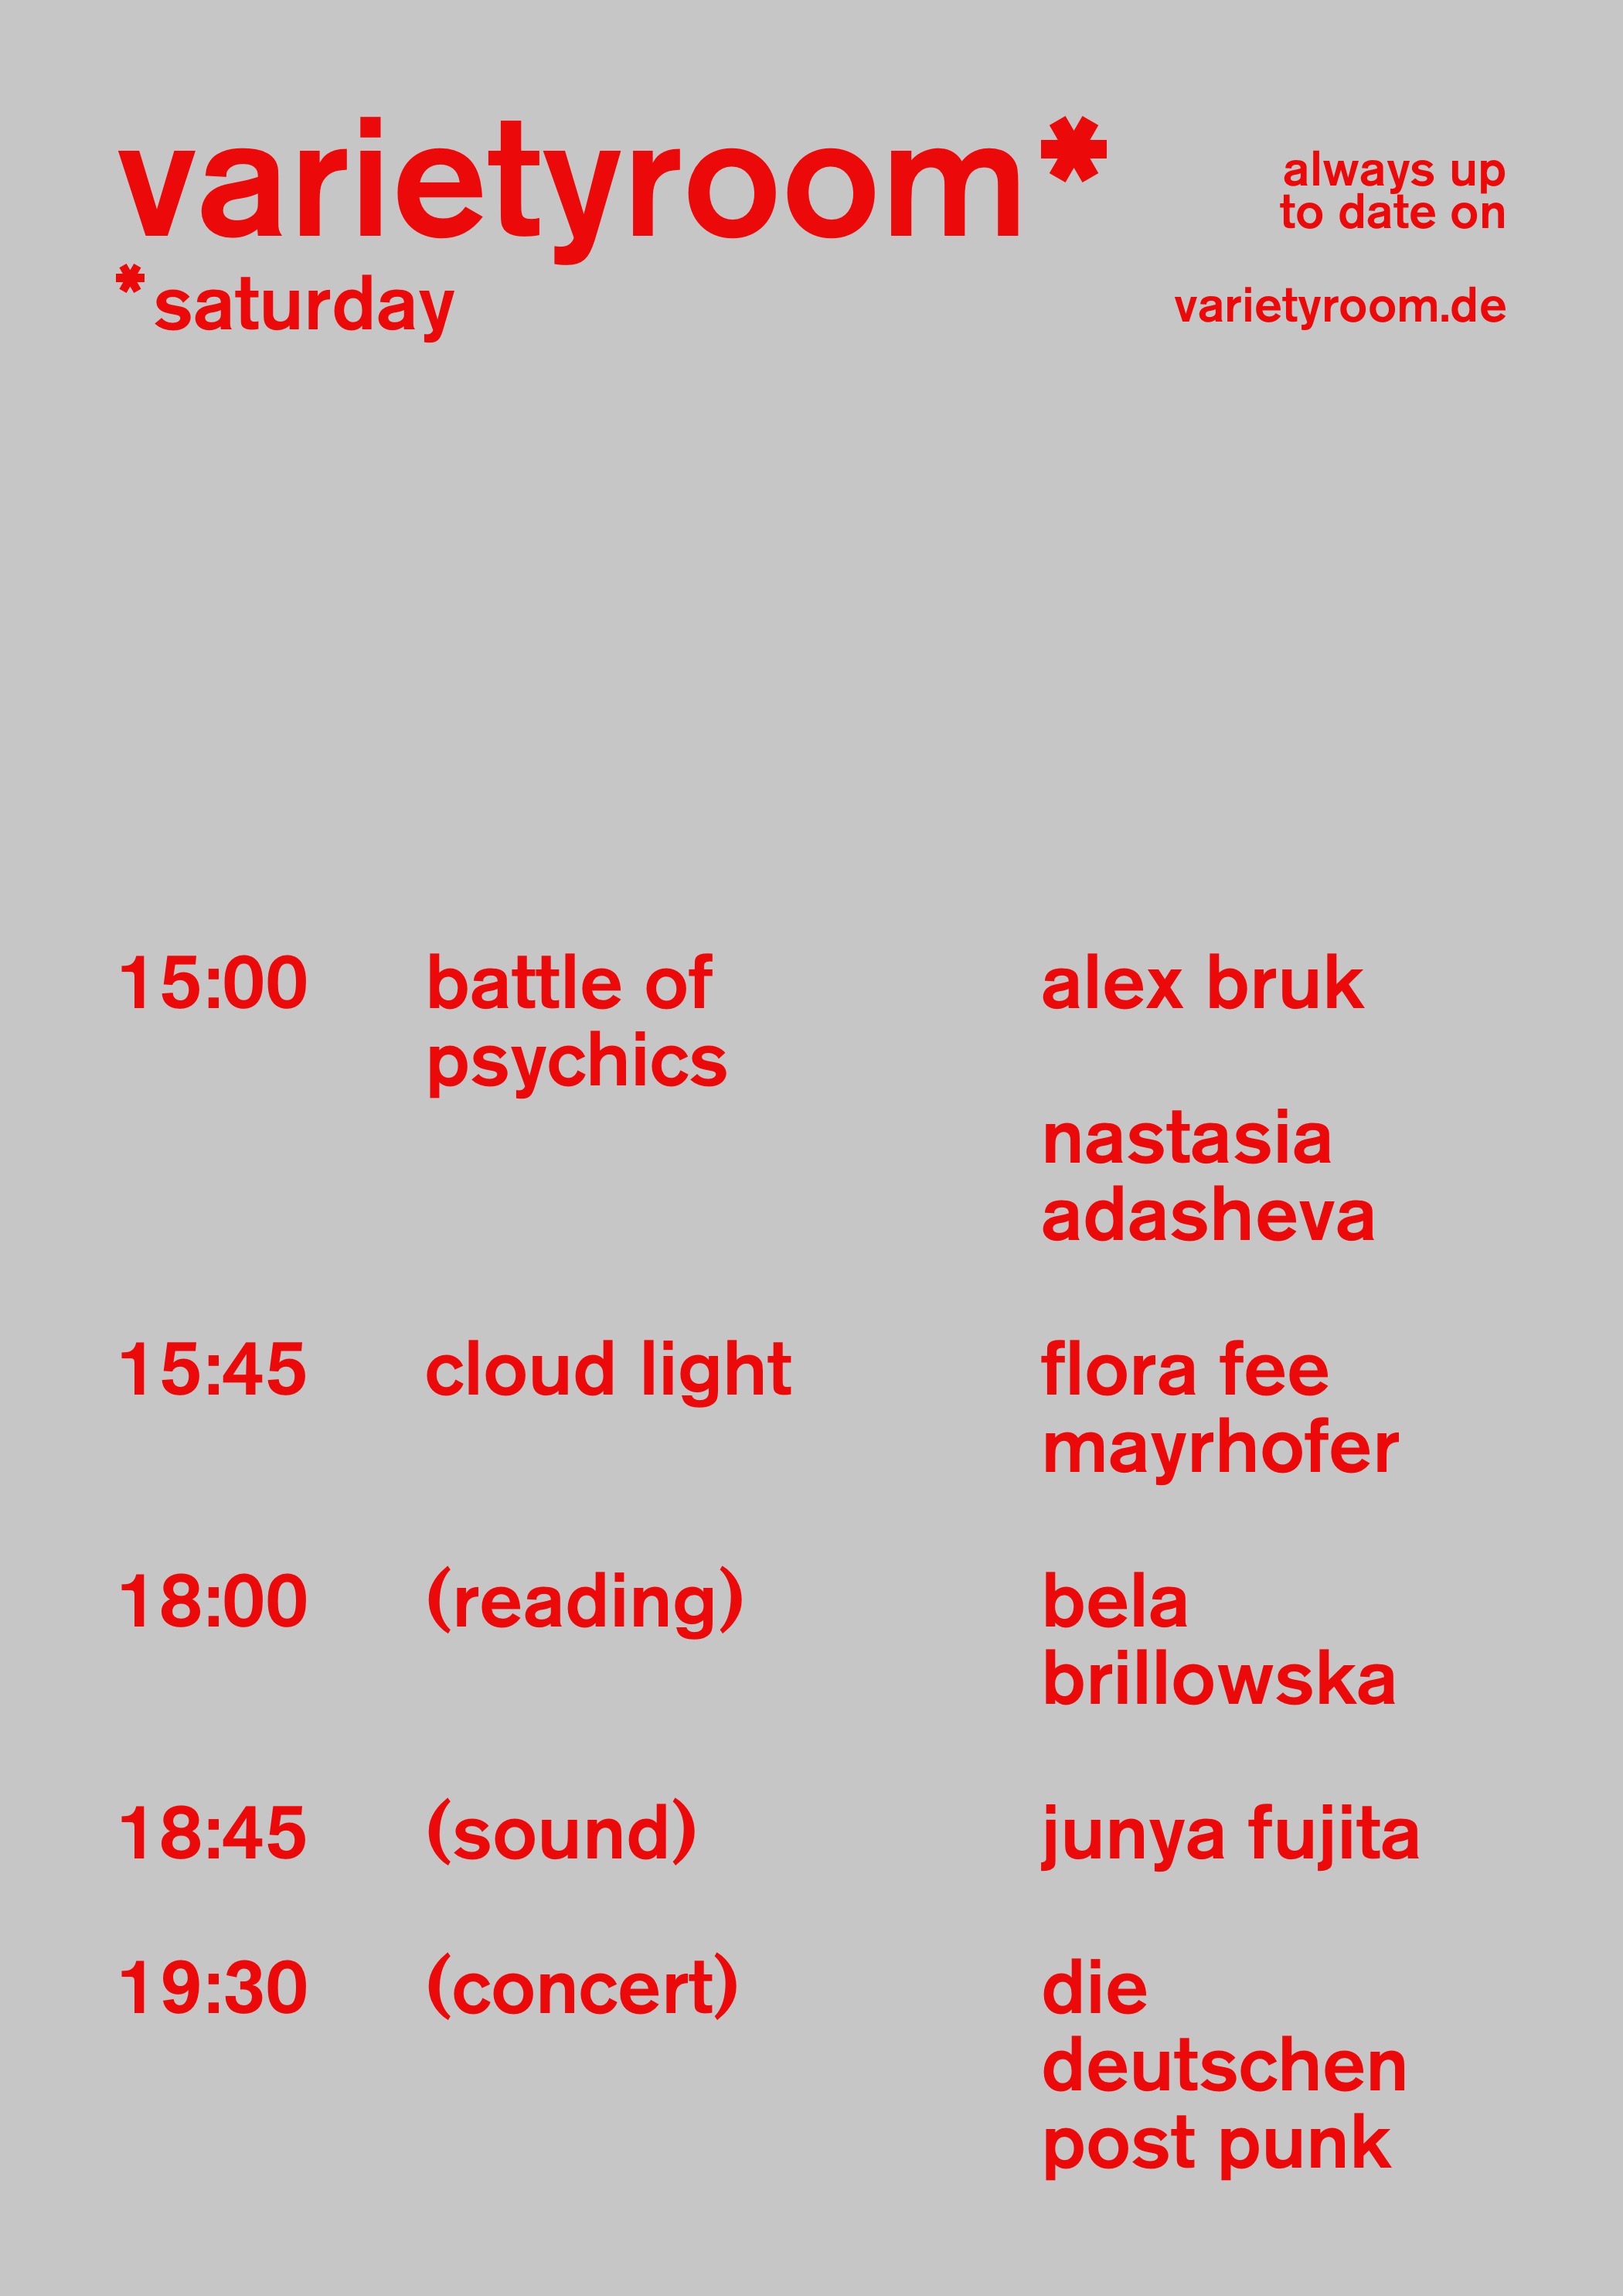 varietyroom*
*saturday
always up
to date on
varietyroom.de
15:00 battle of alex bruk
psychics
nastasia
adasheva
15:45 cloud light flora fee
mayrhofer
18:00 (reading) bela
brillowska
18:45 (sound) junya fujita
19:30 (concert) die
deutschen
post punk